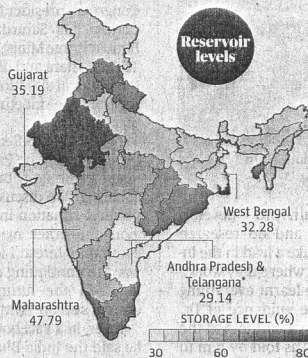 Reservoir
levels
Gujarat
35.19
West Bengal
32.28
Andhra Pradesh &
Telangana*
29.14
Maharashtra
47.79
STORAGE LEVEL (%)
30 60 80